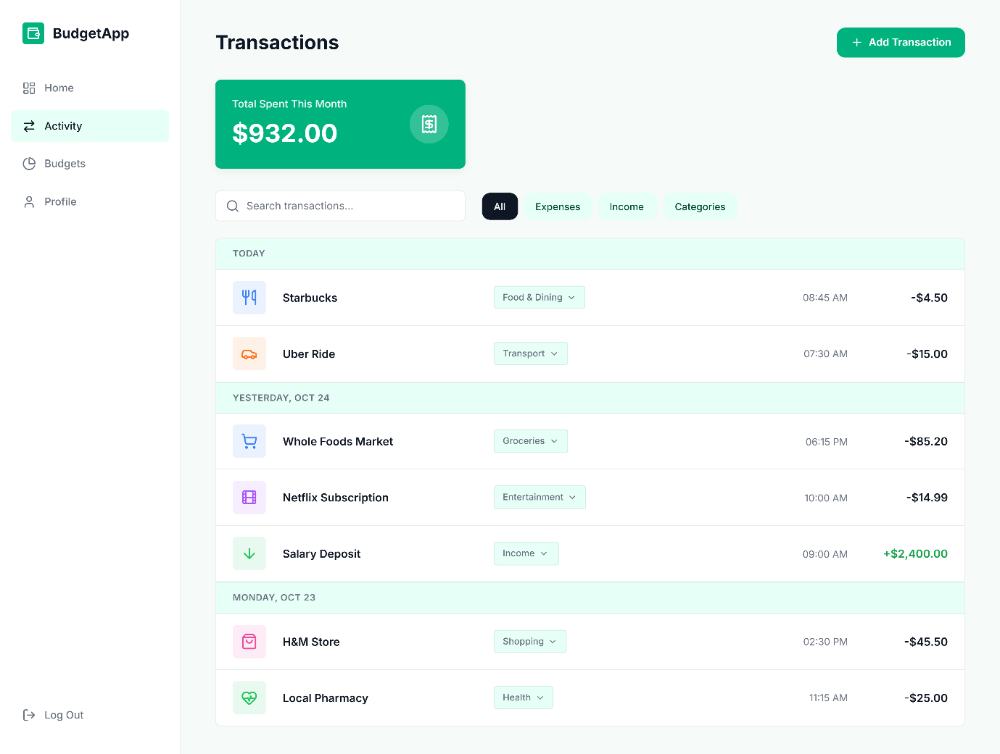 BudgetApp
Home
Activity
Budgets
Profile
Log Out
Transactions
Add Transaction
Total Spent This Month
$932.00
Search transactions...
All Expenses Income Categories
TODAY
Starbucks Food & Dining 08:45 AM -$4.50
Uber Ride Transport 07:30 AM -$15.00
YESTERDAY, OCT 24
Whole Foods Market Groceries 06:15 PM -$85.20
Netflix Subscription Entertainment 10:00 AM -$14.99
Salary Deposit Income 09:00 AM +$2,400.00
MONDAY, OCT 23
H&M Store Shopping 02:30 PM -$45.50
Local Pharmacy Health 11:15 AM -$25.00